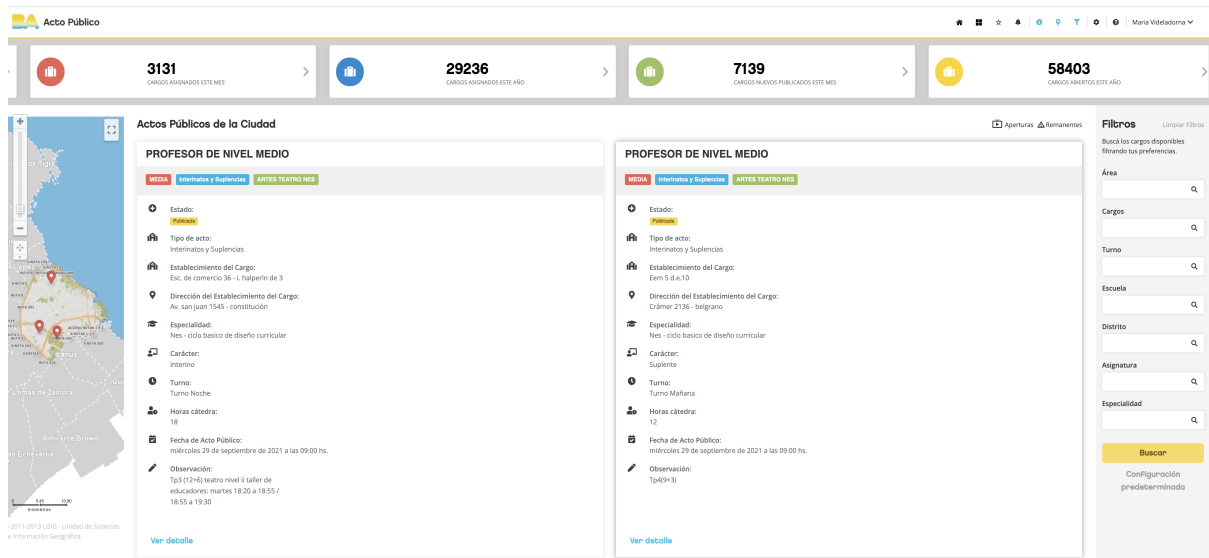 BA Acto Público
Maria Videladorna
3131
CARGOS ASIGNADOS ESTE MES
29236
CARGOS ASIGNADOS ESTE AÑO
7139
CARGOS NUEVOS PUBLICADOS ESTE MES
58403
CARGOS ABIERTOS ESTE AÑO
Lomas de Zamora
Almirante Brown
0 5,45 10,90
kilometros
2011-2013 USIG - Unidad de Sistemas
de Información Geográfica
Actos Públicos de la Ciudad
Aperturas
Remanentes
PROFESOR DE NIVEL MEDIO
MEDIA Interinatos y Suplencias ARTES TEATRO NES
Estado:
Publicada
Tipo de acto:
Interinatos y Suplencias
Establecimiento del Cargo:
Esc. de comercio 36 - i. halperín de 3
Dirección del Establecimiento del Cargo:
Av. san juan 1545 - constitución
Especialidad:
Nes - ciclo basico de diseño curricular
Carácter:
Interino
Turno:
Turno Noche
Horas cátedra:
18
Fecha de Acto Público:
miércoles 29 de septiembre de 2021 a las 09:00 hs.
Observación:
Tp3 (12+6) teatro nivel ii taller de
educadores: martes 18:20 a 18:55 /
18:55 a 19:30
Ver detalle
PROFESOR DE NIVEL MEDIO
MEDIA Interinatos y Suplencias ARTES TEATRO NES
Estado:
Publicada
Tipo de acto:
Interinatos y Suplencias
Establecimiento del Cargo:
Eem 5 d.e.10
Dirección del Establecimiento del Cargo:
Crámer 2136 - belgrano
Especialidad:
Nes - ciclo basico de diseño curricular
Carácter:
Suplente
Turno:
Turno Mañana
Horas cátedra:
12
Fecha de Acto Público:
miércoles 29 de septiembre de 2021 a las 09:00 hs.
Observación:
Tp4(9+3)
Ver detalle
Filtros
Limpiar Filtros
Buscá los cargos disponibles
filtrando tus preferencias.
Área
Cargos
Turno
Escuela
Distrito
Asignatura
Especialidad
Buscar
Configuración
predeterminada